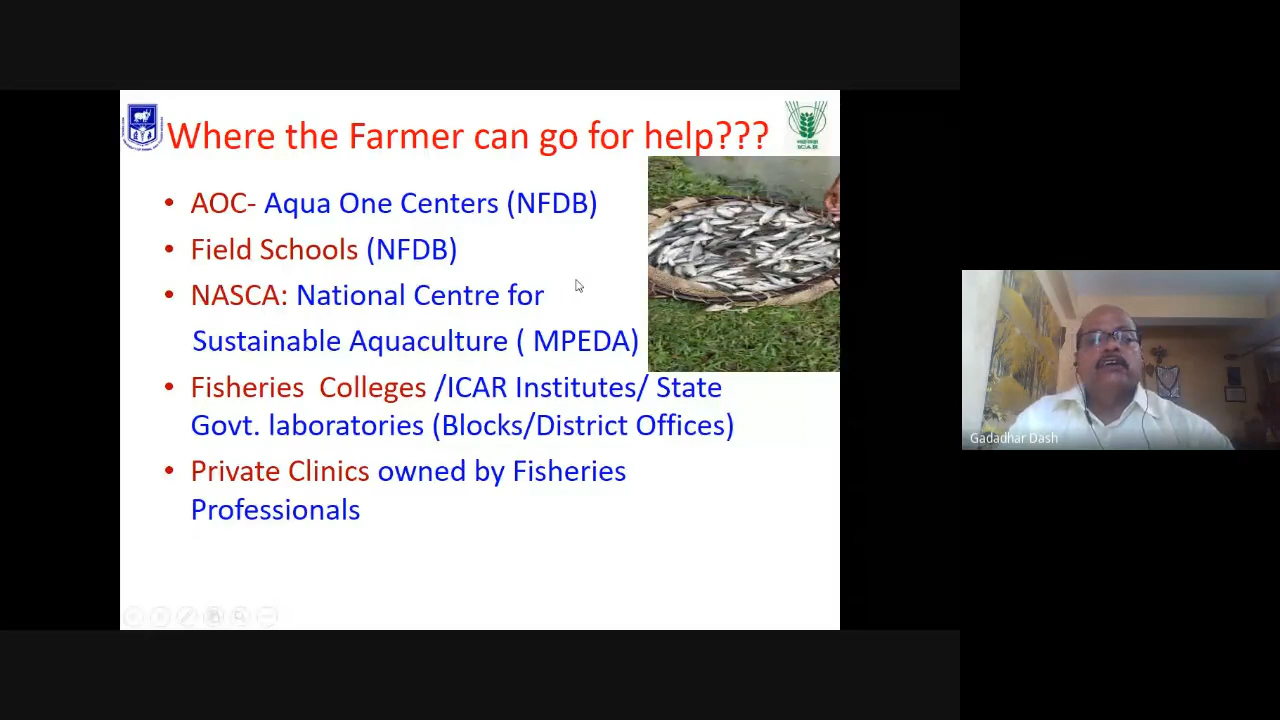 Where the Farmer can go for help???
• AOC- Aqua One Centers (NFDB)
• Field Schools (NFDB)
• NASCA: National Centre for
Sustainable Aquaculture ( MPEDA)
• Fisheries  Colleges /ICAR Institutes/ State
Govt. laboratories (Blocks/District Offices)
• Private Clinics owned by Fisheries
Professionals
ICAR
Gadadhar Dash